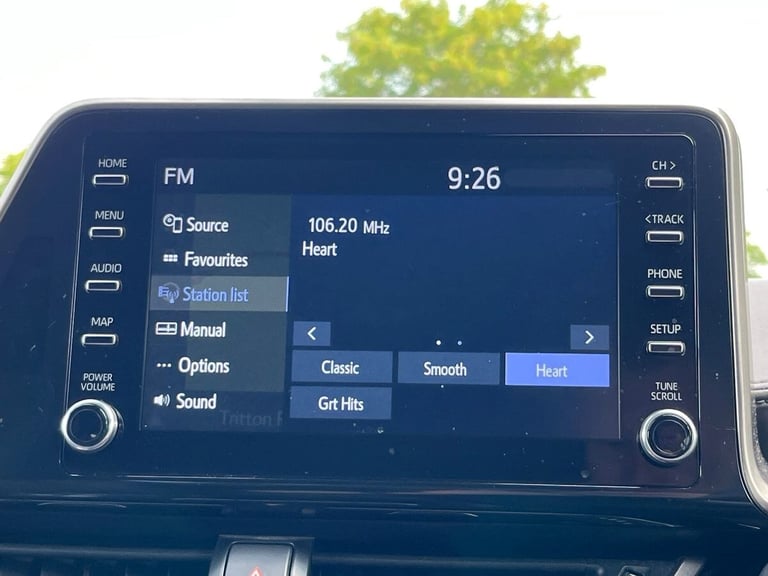 HOME
MENU
AUDIO
MAP
POWER
VOLUME
FM
9:26
Source
Favourites
Station list
Manual
Options
Sound
106.20 MHz
Heart
<
>
Classic
Smooth
Heart
Grt Hits
Tritton
CH >
< TRACK
PHONE
SETUP
TUNE
SCROLL